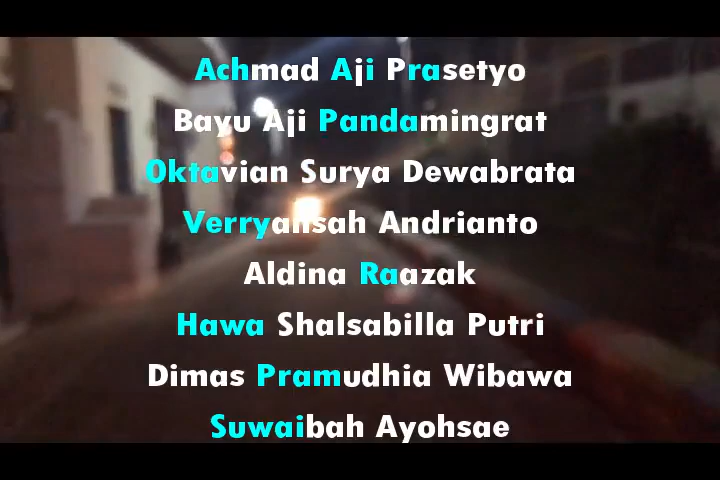 Achmad Aji Prasetyo
Bayu Aji Pandamingrat
Oktavian Surya Dewabrata
Verryansah Andrianto
Aldina Raazak
Hawa Shalsabilla Putri
Dimas Pramudhia Wibawa
Suwaibah Ayohsae